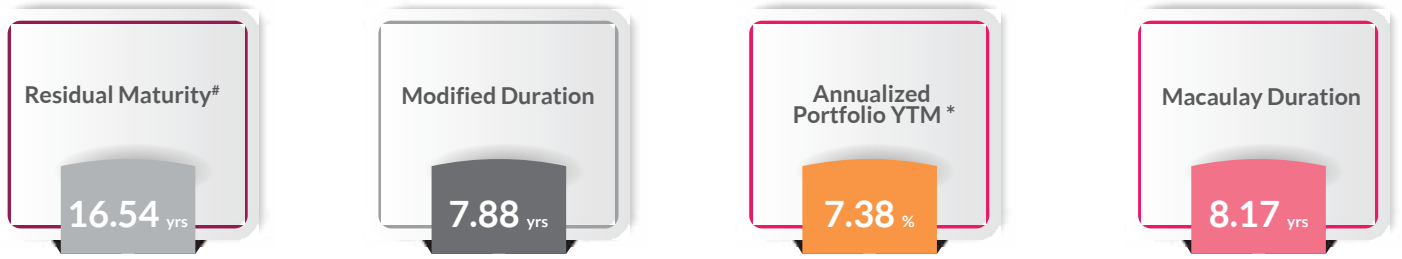 Residual Maturity#
16.54 yrs
Modified Duration
7.88 yrs
Annualized
Portfolio YTM *
7.38 %
Macaulay Duration
8.17 yrs